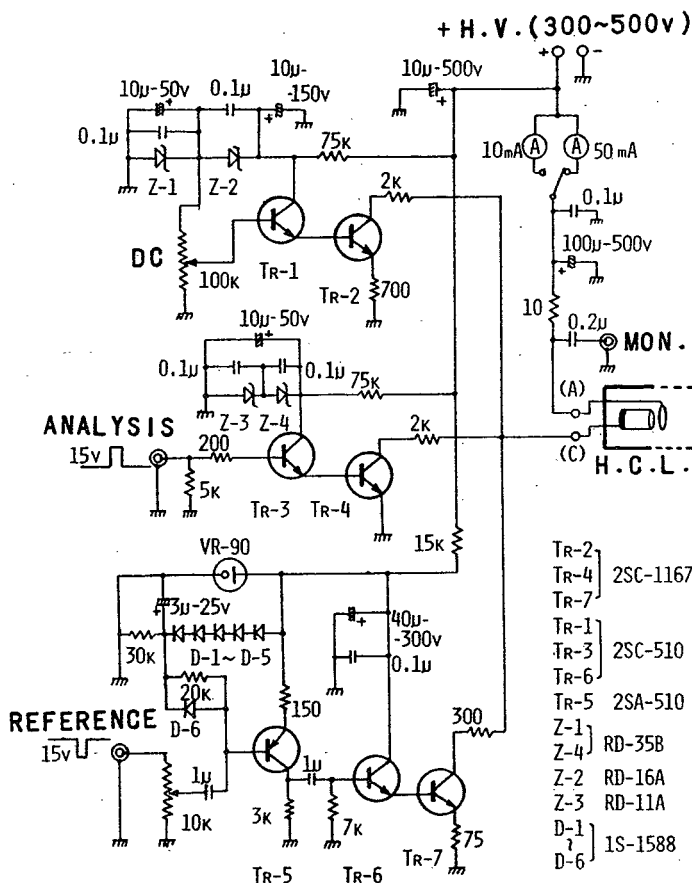 + H.V.(300~500v)
+ -
10μ-50v
0.1μ
10μ-
-150v
10μ-500v
+
+
+
0.1μ
75K
10mA
A
A
50mA
Z-1
Z-2
2K
0.1μ
DC
100K
TR-1
TR-2
700
100μ-500v
+
10μ-50v
+
10
0.2μ
MON.
0.1μ
0.1μ
75K
Z-3
Z-4
(A)
ANALYSIS
15v
200
2K
(C)
H.C.L.
5K
TR-3
TR-4
15K
VR-90
TR-2
TR-4
TR-7
2SC-1167
+
3μ-25v
40μ-
-300v
+
TR-1
TR-3
TR-6
2SC-510
30K
D-1~D-5
0.1μ
20K
D-6
150
TR-5 2SA-510
REFERENCE
15v
300
Z-1
Z-4
RD-35B
1μ
1μ
Z-2 RD-16A
10K
3K
7K
75
Z-3 RD-11A
TR-7
D-1
~
D-6
1S-1588
TR-5
TR-6